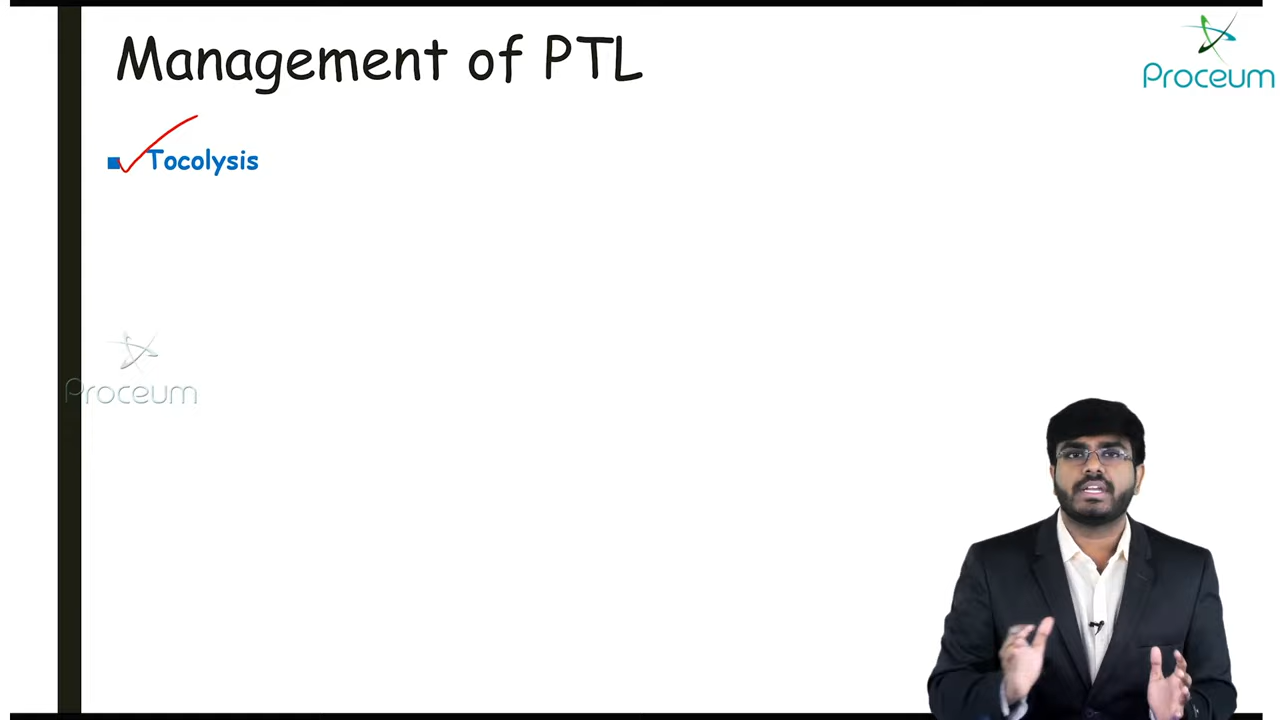 Management of PTL
Proceum
Tocolysis
Proceum